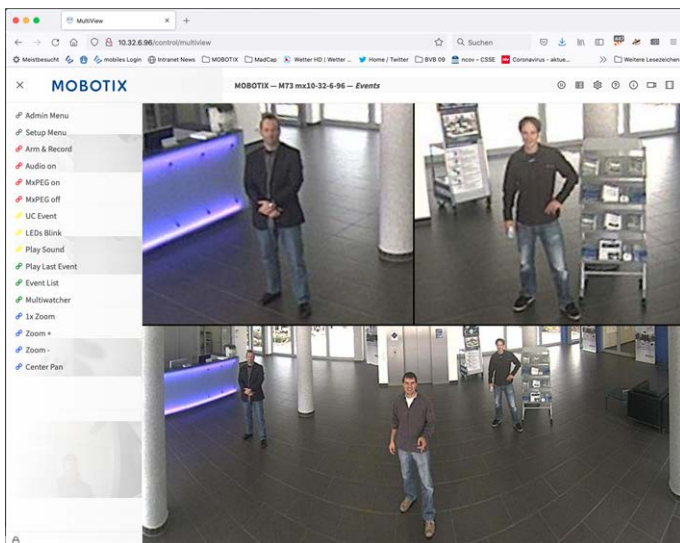 MultiView
10.32.6.96/control/multiview
Suchen
Meistbesucht
mobiles Login
Intranet News
MOBOTIX
MadCap
Wetter HD | Wetter ...
Home / Twitter
BVB 09
ncov – CSSE
Coronavirus - aktue...
Weitere Lesezeichen
MOBOTIX
MOBOTIX — M73 mx10-32-6-96 — Events
Admin Menu
Setup Menu
Arm & Record
Audio on
MxPEG on
MxPEG off
UC Event
LEDs Blink
Play Sound
Play Last Event
Event List
Multiwatcher
1x Zoom
Zoom +
Zoom -
Center Pan